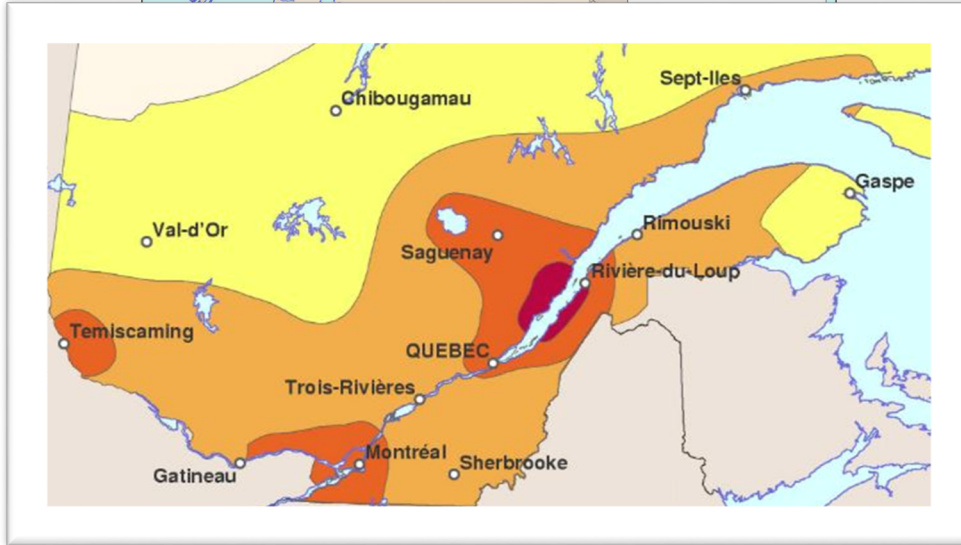 Sept-Iles
Chibougamau
Gaspe
Val-d'Or
Rimouski
Saguenay
Rivière-du-Loup
Temiscaming
QUEBEC
Trois-Rivières
Montréal
Sherbrooke
Gatineau